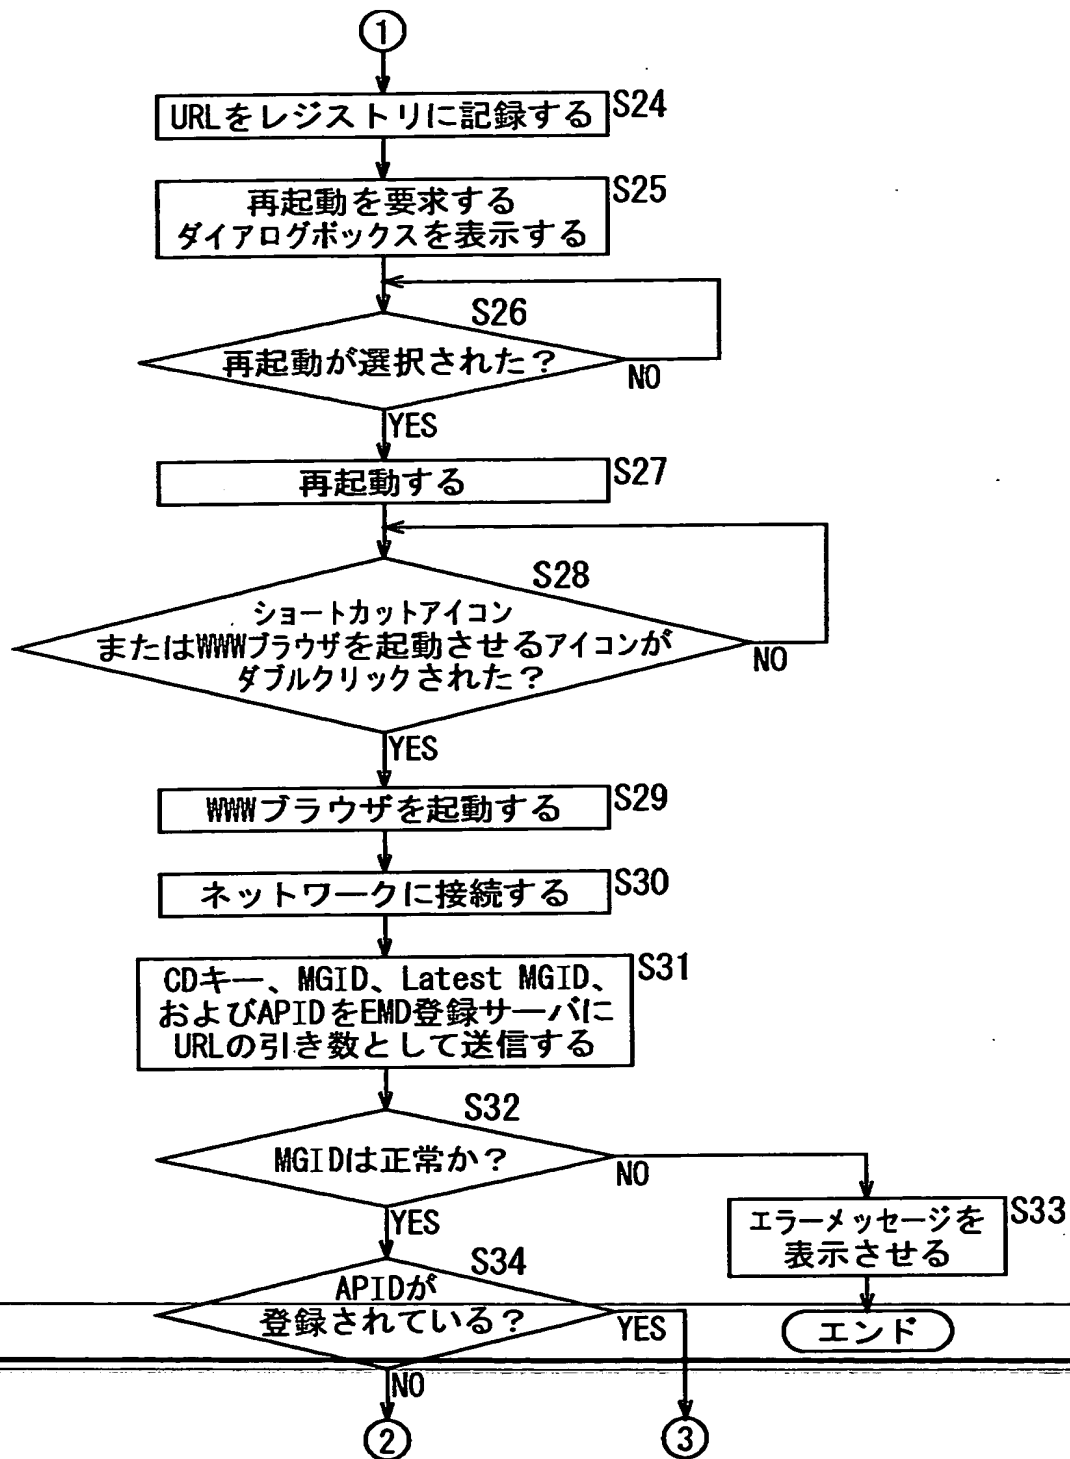 1
URLをレジストリに記録する
S24
再起動を要求する
ダイアログボックスを表示する
S25
S26
再起動が選択された？
NO
YES
再起動する
S27
S28
ショートカットアイコン
またはWWWブラウザを起動させるアイコンが
ダブルクリックされた？
NO
YES
WWWブラウザを起動する
S29
ネットワークに接続する
S30
CDキー、MGID、Latest MGID、
およびAPIDをEMD登録サーバに
URLの引き数として送信する
S31
S32
MGIDは正常か？
NO
YES
エラーメッセージを
表示させる
S33
S34
APIDが
登録されている？
YES
エンド
NO
2
3